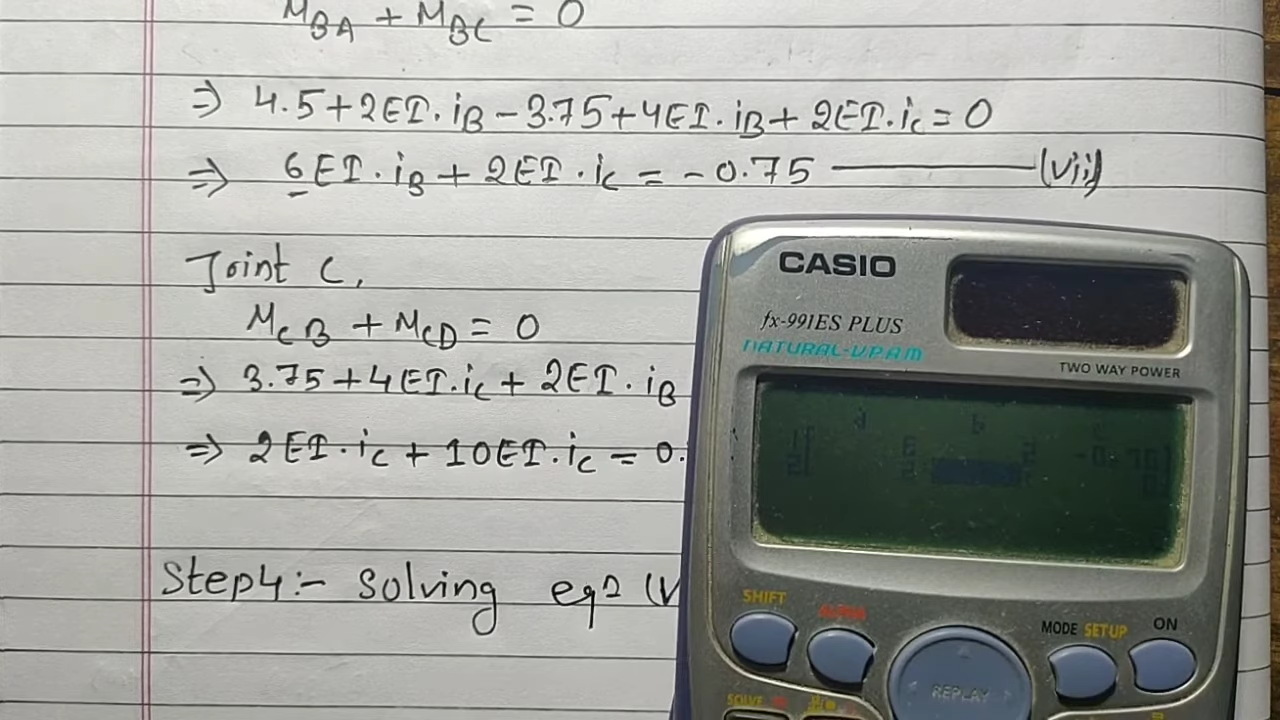 M_BA + M_BC = 0
⇒ 4.5+2EI.i_B-3.75+4EI.i_B+2EI.i_C=0
⇒ 6EI.i_B+2EI.i_C=-0.75 ——— (vii)
Joint C,
M_CB + M_CD = 0
⇒ 3.75+4EI.i_C+2EI.i_B
⇒ 2EI.i_C+10EI.i_C=0.
Step4:- Solving eqn (V
CASIO
fx-991ES PLUS
NATURAL-V.P.A.M.
TWO WAY POWER
SHIFT
ALPHA
MODE SETUP
ON
REPLAY
SOLVE